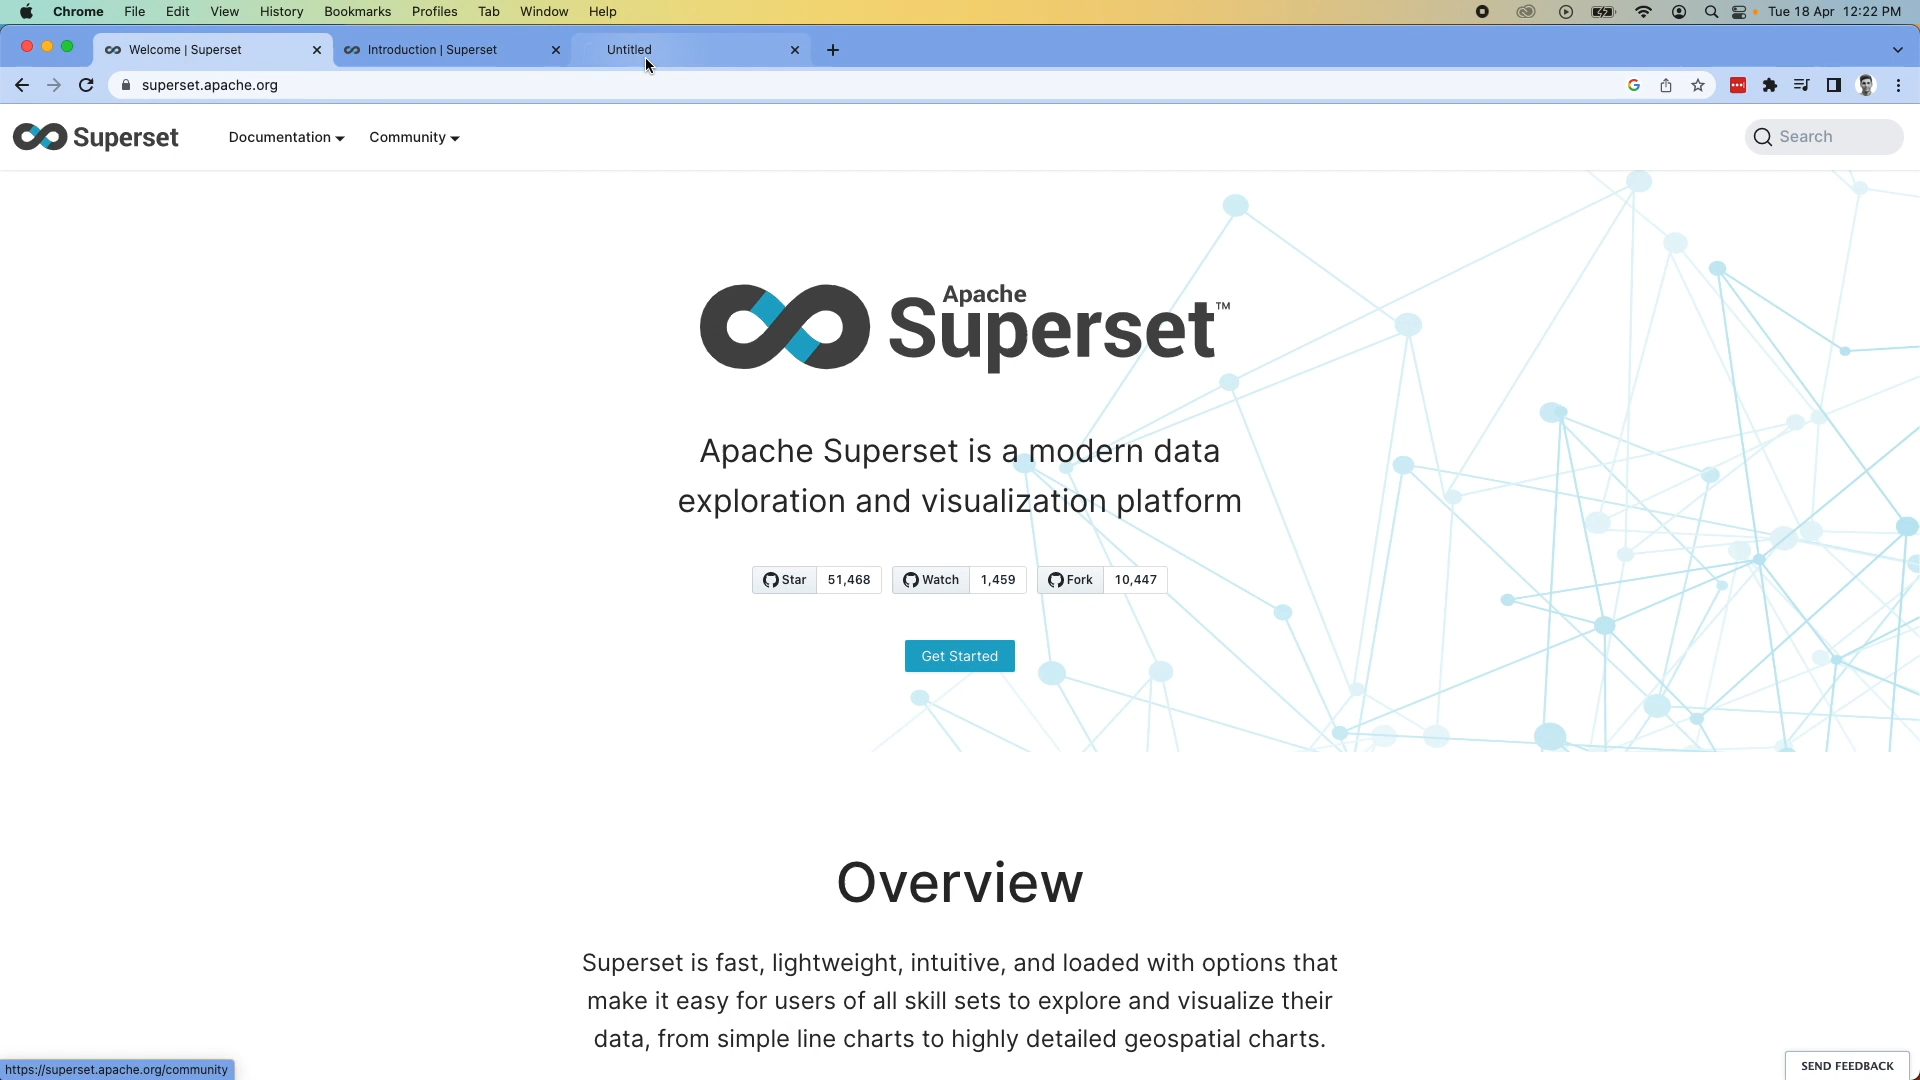 Chrome File Edit View History Bookmarks Profiles Tab Window Help Tue 18 Apr 12:22 PM
Welcome | Superset Introduction | Superset Untitled
superset.apache.org
Superset Documentation Community Search
Apache
Superset™
Apache Superset is a modern data
exploration and visualization platform
Star 51,468 Watch 1,459 Fork 10,447
Get Started
Overview
Superset is fast, lightweight, intuitive, and loaded with options that
make it easy for users of all skill sets to explore and visualize their
data, from simple line charts to highly detailed geospatial charts.
https://superset.apache.org/community
SEND FEEDBACK